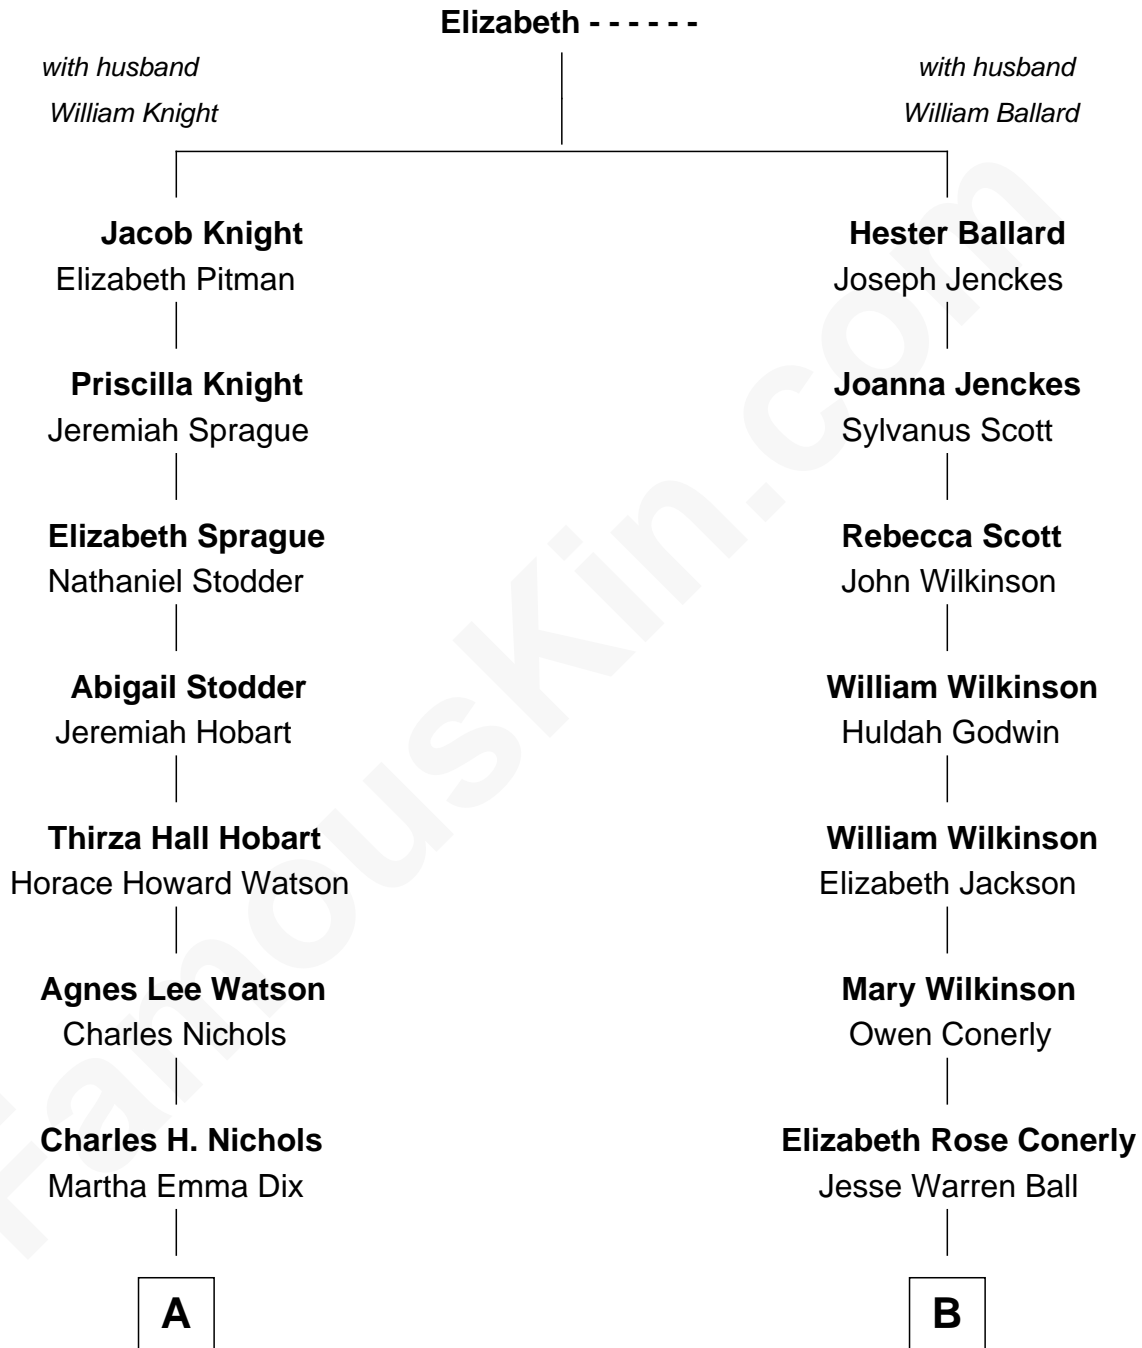 Elizabeth - - - - - -
with husband
William Knight
with husband
William Ballard
Jacob Knight
Elizabeth Pitman
Hester Ballard
Joseph Jenckes
Priscilla Knight
Jeremiah Sprague
Joanna Jenckes
Sylvanus Scott
Elizabeth Sprague
Nathaniel Stodder
Rebecca Scott
John Wilkinson
Abigail Stodder
Jeremiah Hobart
William Wilkinson
Huldah Godwin
Thirza Hall Hobart
Horace Howard Watson
William Wilkinson
Elizabeth Jackson
Agnes Lee Watson
Charles Nichols
Mary Wilkinson
Owen Conerly
Charles H. Nichols
Martha Emma Dix
Elizabeth Rose Conerly
Jesse Warren Ball
A
B
FamousKin.com